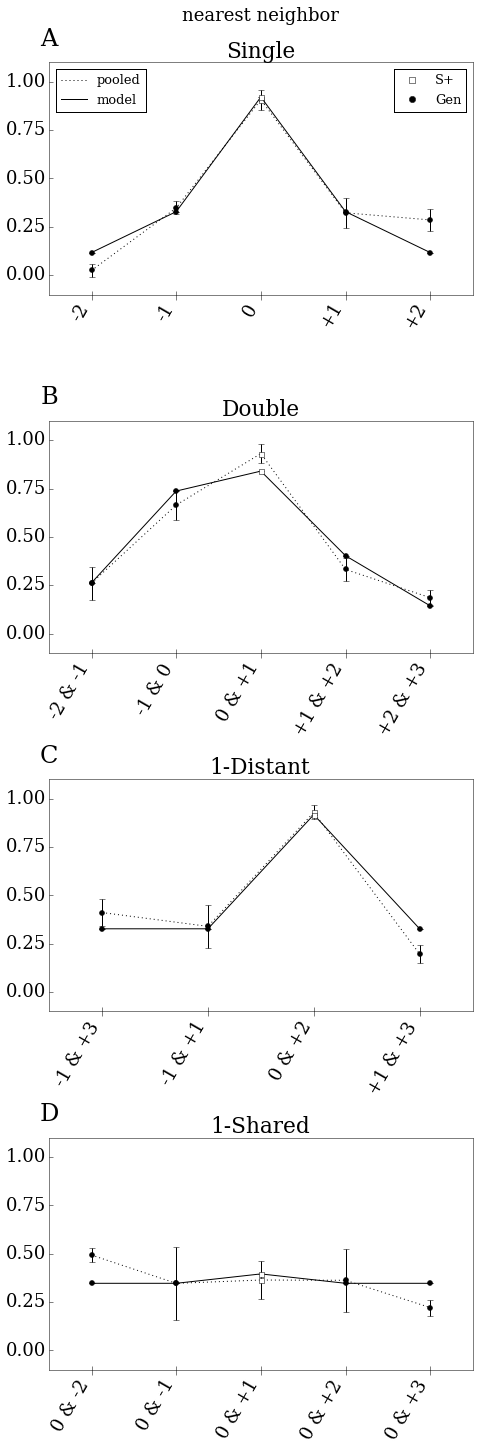 nearest neighbor
A
Single
pooled
model
S+
Gen
1.00
0.75
0.50
0.25
0.00
-2
-1
0
+1
+2
B
Double
1.00
0.75
0.50
0.25
0.00
-2 & -1
-1 & 0
0 & +1
+1 & +2
+2 & +3
C
1-Distant
1.00
0.75
0.50
0.25
0.00
-1 & +3
-1 & +1
0 & +2
+1 & +3
D
1-Shared
1.00
0.75
0.50
0.25
0.00
0 & -2
0 & -1
0 & +1
0 & +2
0 & +3